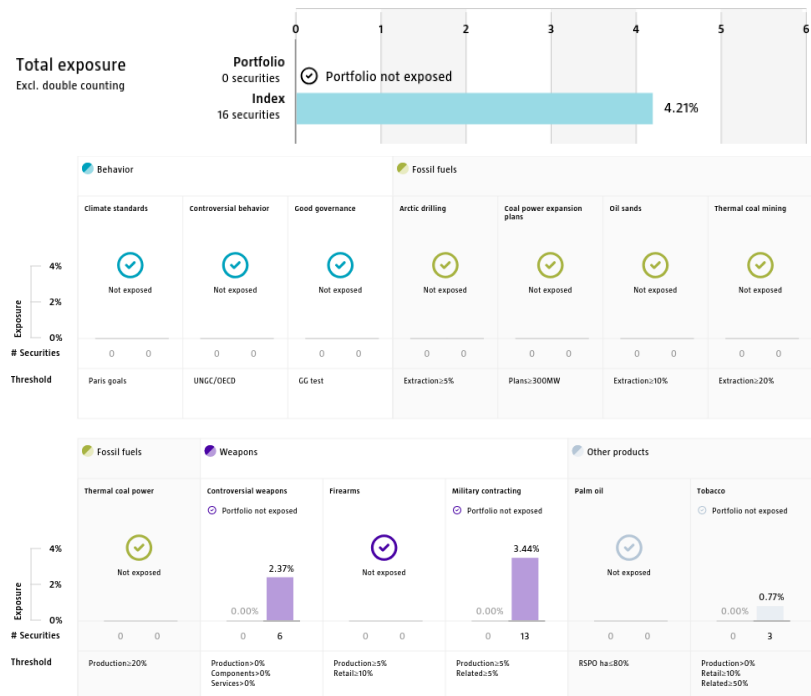 0 1 2 3 4 5 6
Total exposure
Excl. double counting
Portfolio
0 securities
Portfolio not exposed
Index
16 securities
4.21%
Behavior
Fossil fuels
Climate standards
Controversial behavior
Good governance
Arctic drilling
Coal power expansion
plans
Oil sands
Thermal coal mining
Exposure
4%
2%
0%
Not exposed
Not exposed
Not exposed
Not exposed
Not exposed
Not exposed
Not exposed
# Securities
0 0
0 0
0 0
0 0
0 0
0 0
0 0
Threshold
Paris goals
UNGC/OECD
GG test
Extraction≥5%
Plans≥300MW
Extraction≥10%
Extraction≥20%
Fossil fuels
Weapons
Other products
Thermal coal power
Controversial weapons
Firearms
Military contracting
Palm oil
Tobacco
Portfolio not exposed
Portfolio not exposed
Portfolio not exposed
Exposure
4%
2%
0%
Not exposed
0.00%
2.37%
Not exposed
0.00%
3.44%
Not exposed
0.00%
0.77%
# Securities
0 0
0 6
0 0
0 13
0 0
0 3
Threshold
Production≥20%
Production>0%
Components>0%
Services>0%
Production≥5%
Retail≥10%
Production≥5%
Related≥5%
RSPO ha≤80%
Production>0%
Retail≥10%
Related≥50%